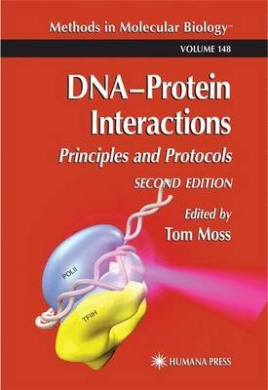 Methods in Molecular Biology™
VOLUME 148
DNA–Protein
Interactions
Principles and Protocols
SECOND EDITION
Edited by
Tom Moss
POLII
TFIIH
HUMANA PRESS